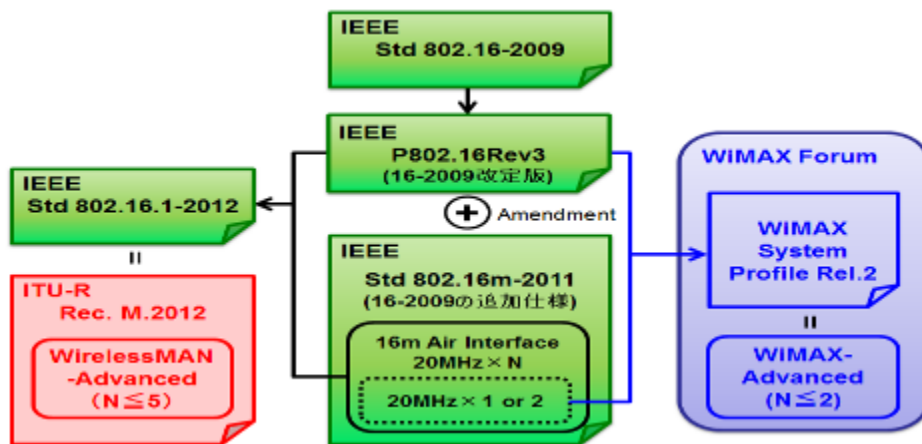 IEEE
Std 802.16-2009
IEEE
P802.16Rev3
(16-2009改定版)
IEEE
Std 802.16.1-2012
=
ITU-R
Rec. M.2012
WirelessMAN
-Advanced
(N≦5)
+ Amendment
IEEE
Std 802.16m-2011
(16-2009の追加仕様)
16m Air Interface
20MHz×N
20MHz×1 or 2
WiMAX Forum
WiMAX
System
Profile Rel.2
=
WiMAX-
Advanced
(N≦2)